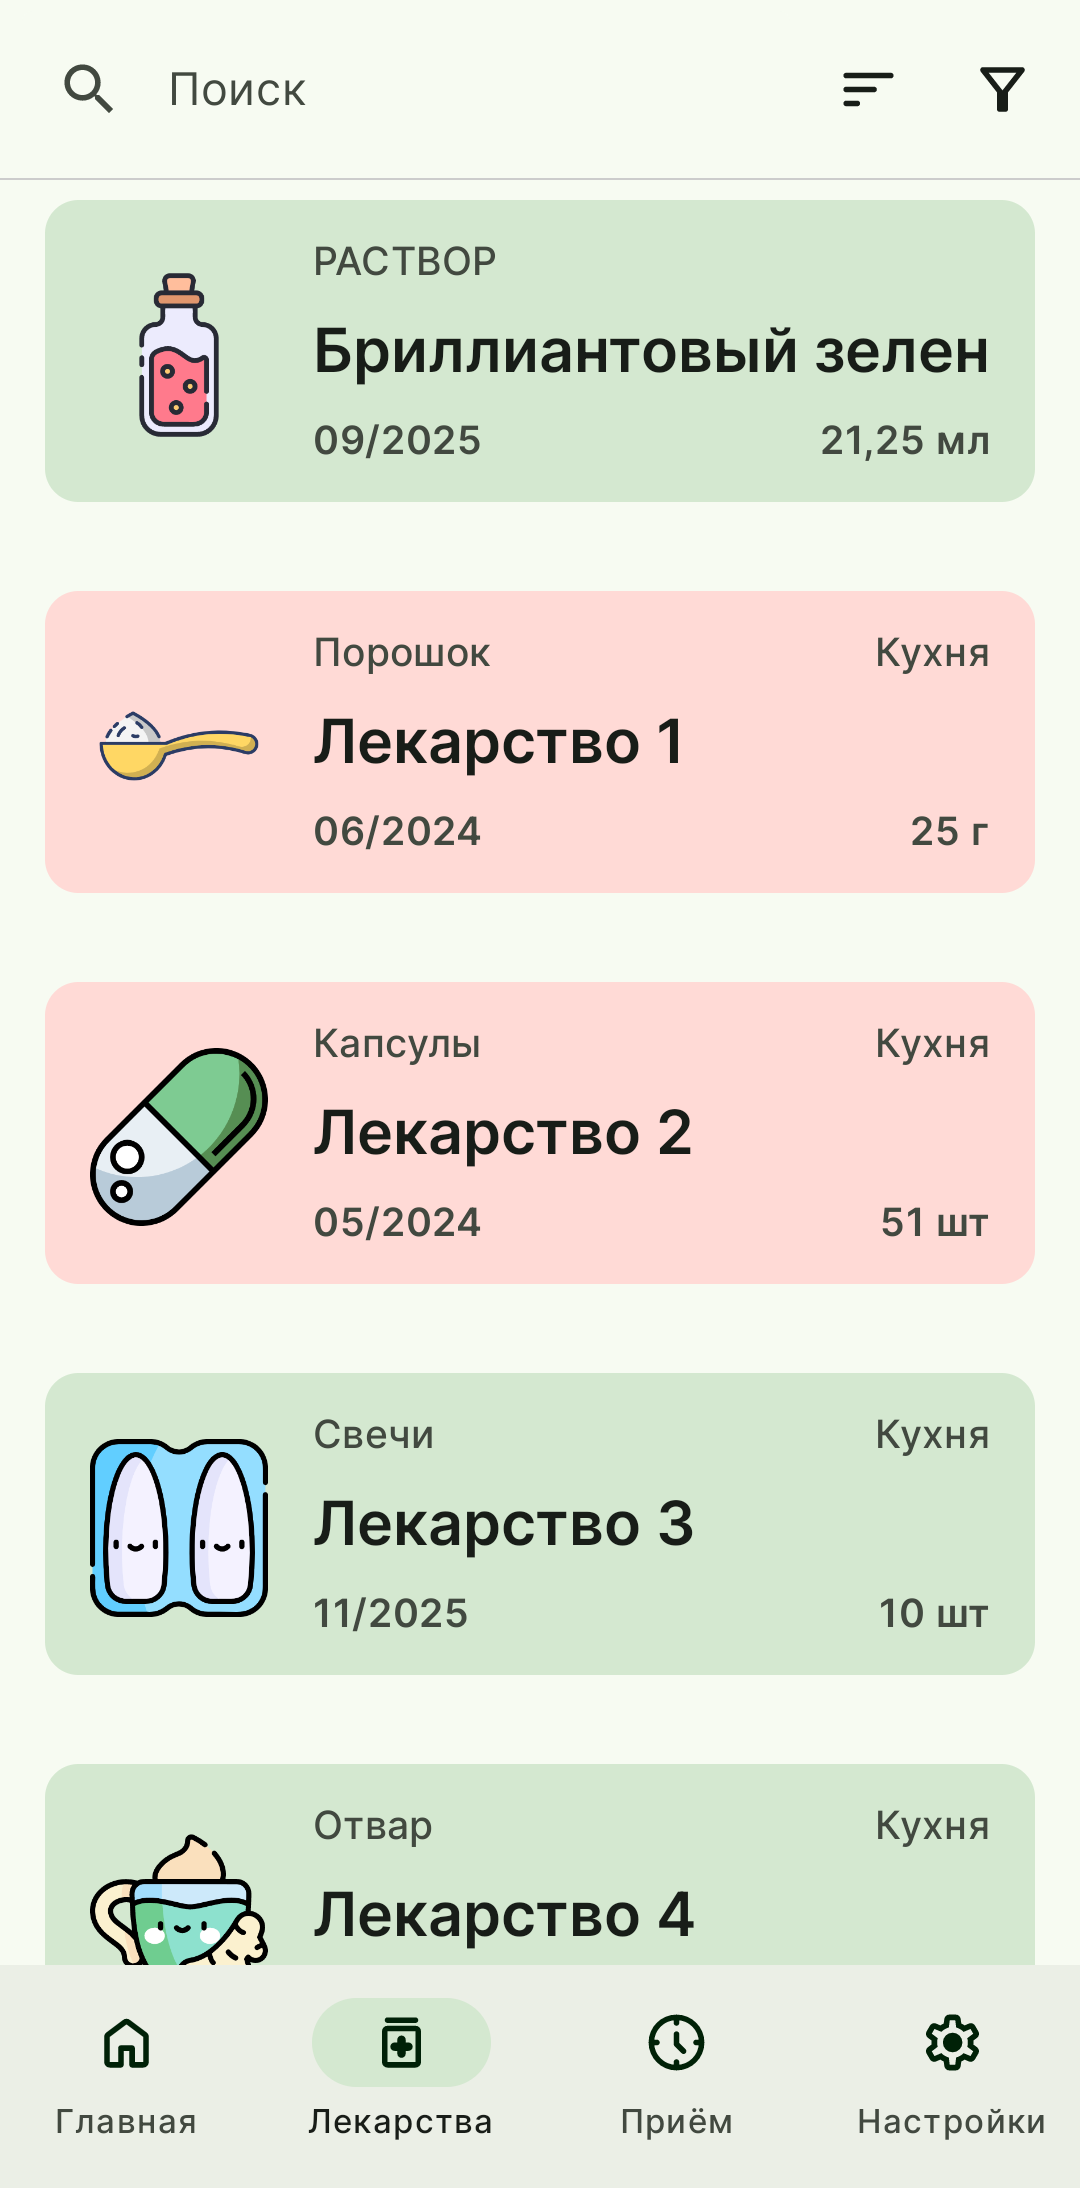 Поиск
РАСТВОР
Бриллиантовый зелен
09/2025 21,25 мл
Порошок Кухня
Лекарство 1
06/2024 25 г
Капсулы Кухня
Лекарство 2
05/2024 51 шт
Свечи Кухня
Лекарство 3
11/2025 10 шт
Отвар Кухня
Лекарство 4
Главная Лекарства Приём Настройки